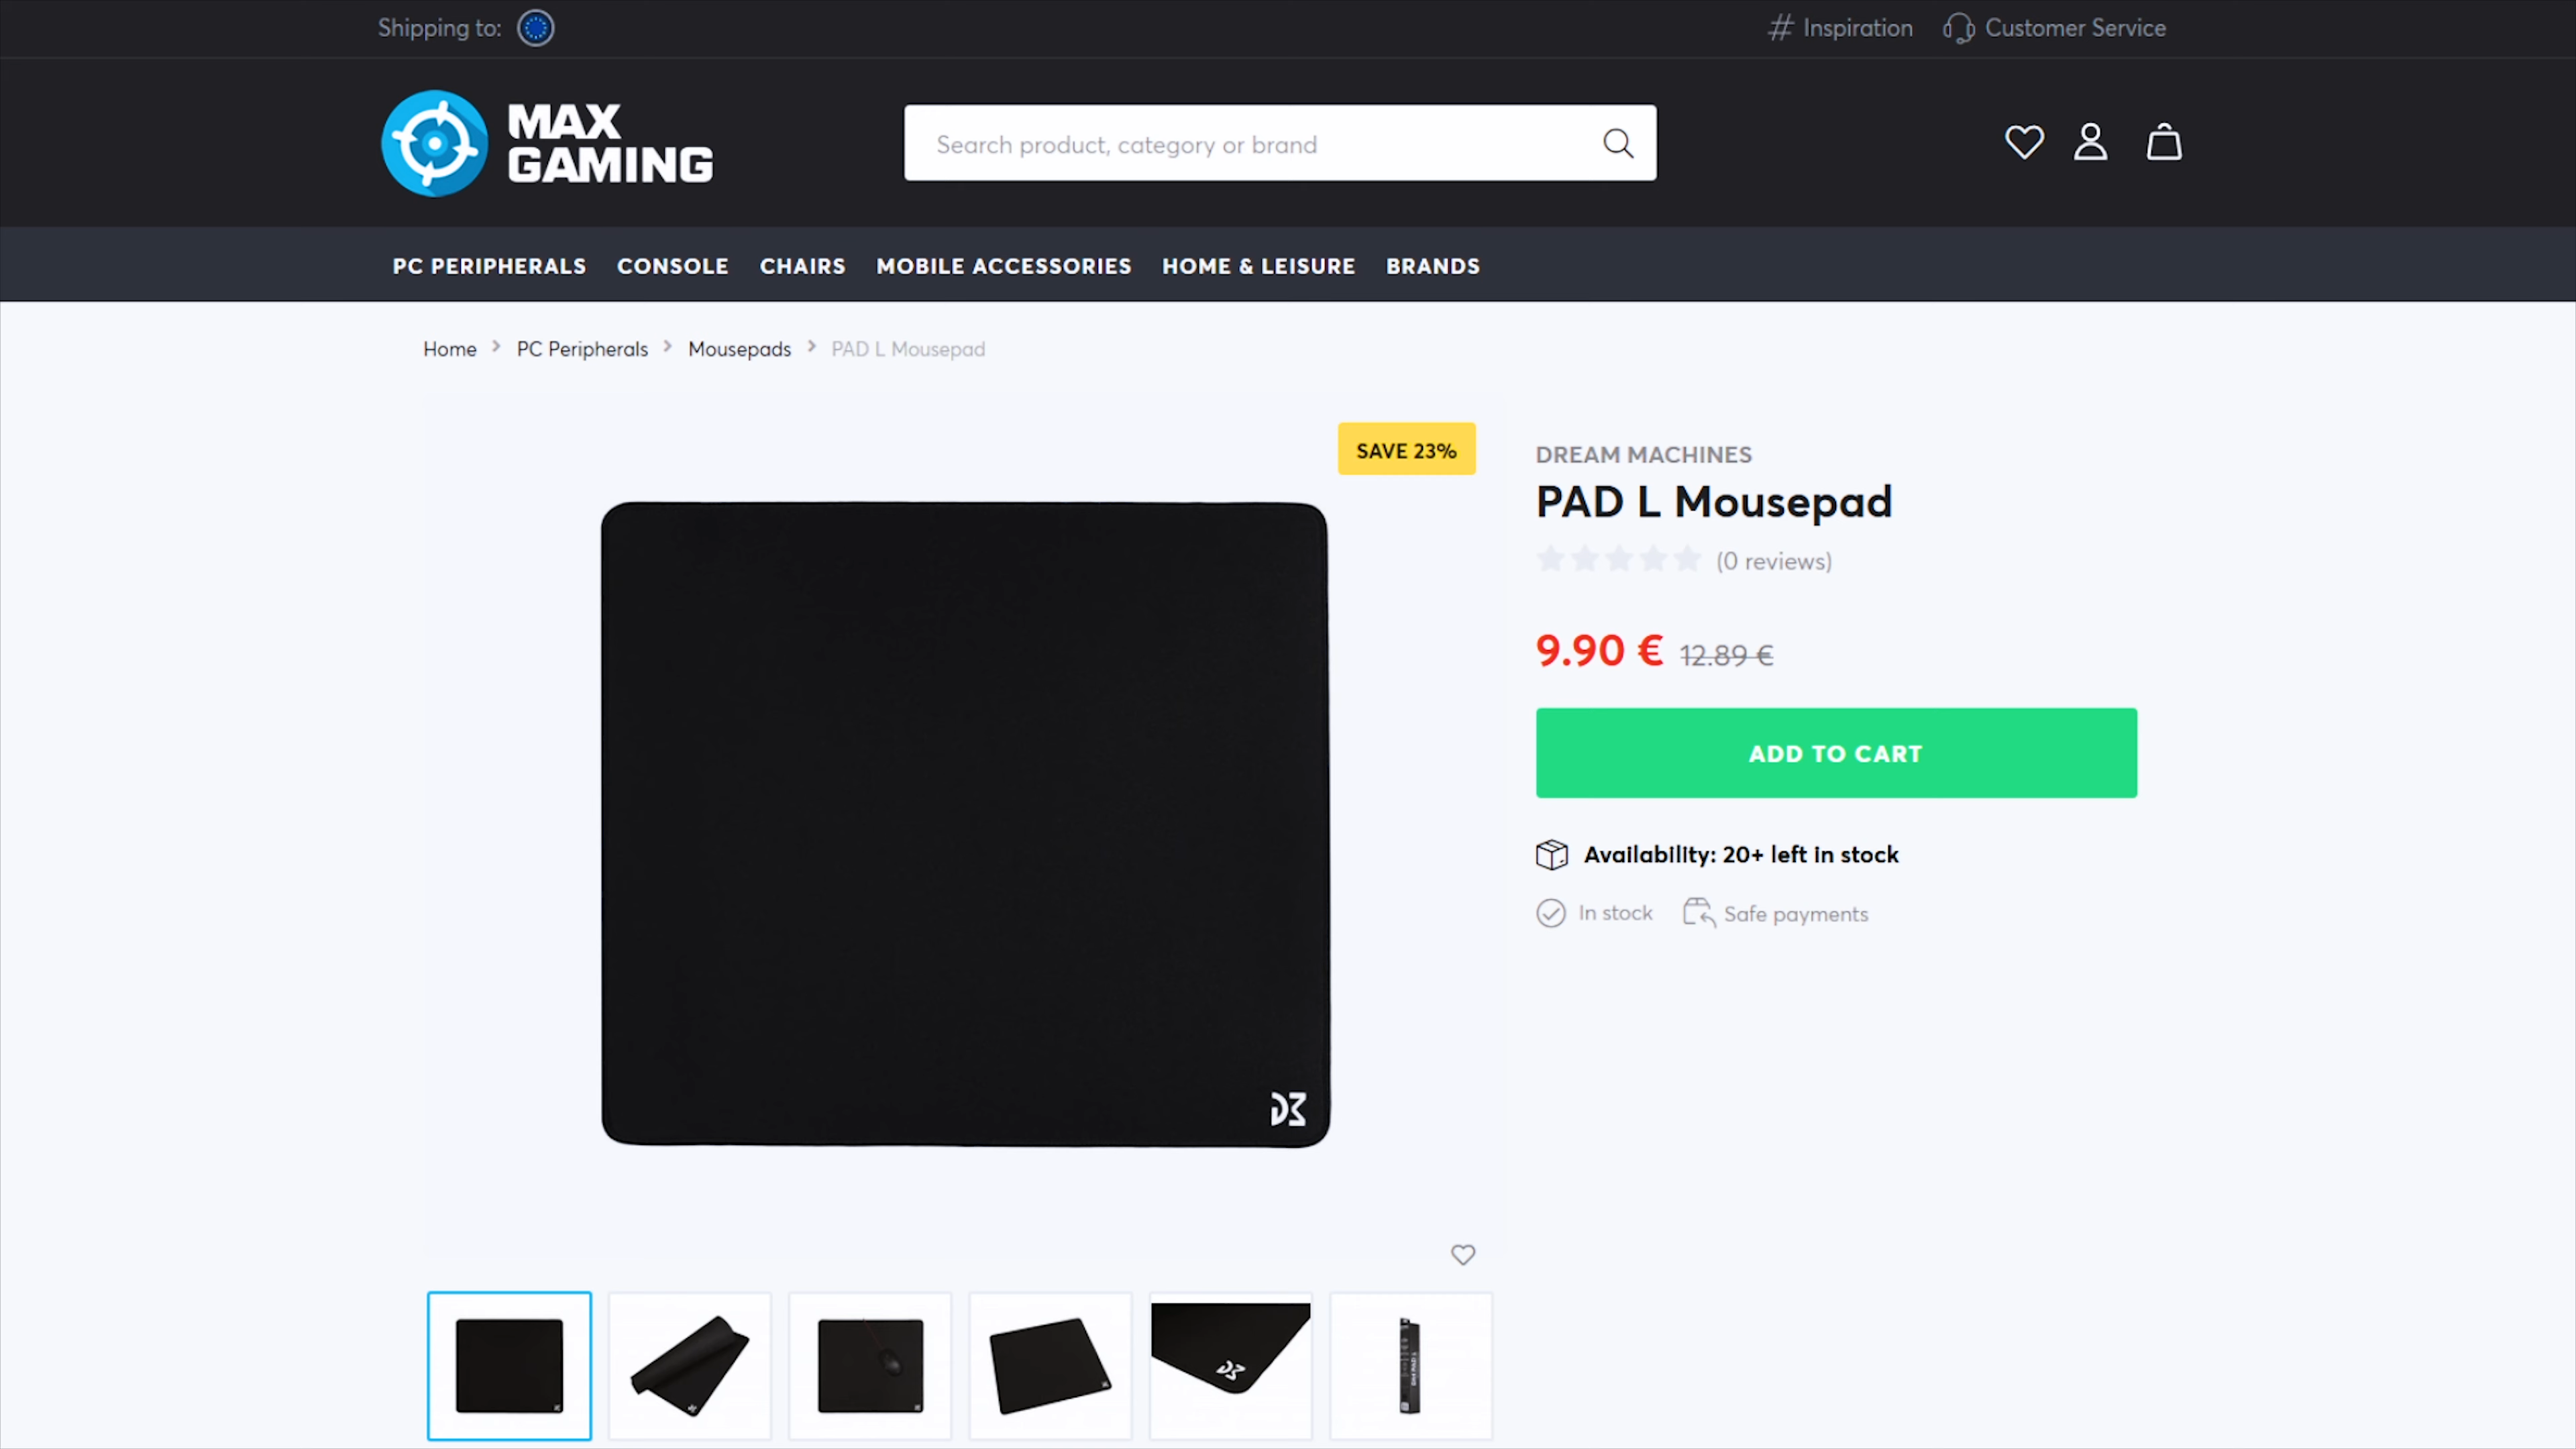 Shipping to:
Inspiration Customer Service
MAX
GAMING
Search product, category or brand
PC PERIPHERALS CONSOLE CHAIRS MOBILE ACCESSORIES HOME & LEISURE BRANDS
Home PC Peripherals Mousepads PAD L Mousepad
SAVE 23%
DREAM MACHINES
PAD L Mousepad
(0 reviews)
9.90 € 12.89 €
ADD TO CART
Availability: 20+ left in stock
In stock Safe payments